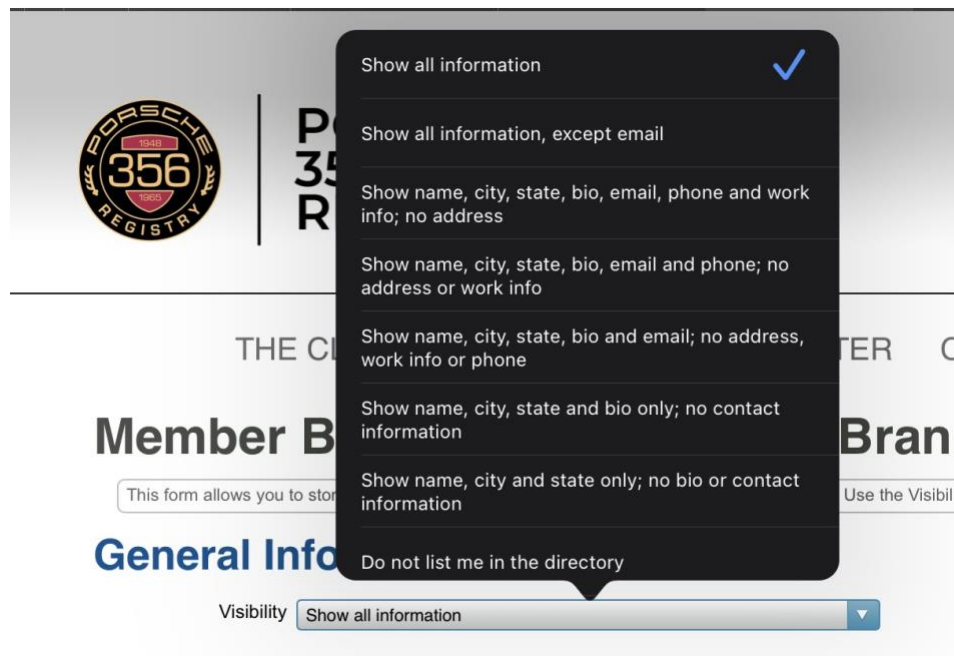 Show all information
Show all information, except email
Show name, city, state, bio, email, phone and work
info; no address
Show name, city, state, bio, email and phone; no
address or work info
Show name, city, state, bio and email; no address,
work info or phone
Show name, city, state and bio only; no contact
information
Show name, city and state only; no bio or contact
information
Do not list me in the directory
PORSCHE
1948
356
1965
REGISTRY
P
35
R
THE CL
TER
Member B
Bran
This form allows you to stor
Use the Visibil
General Info
Visibility
Show all information